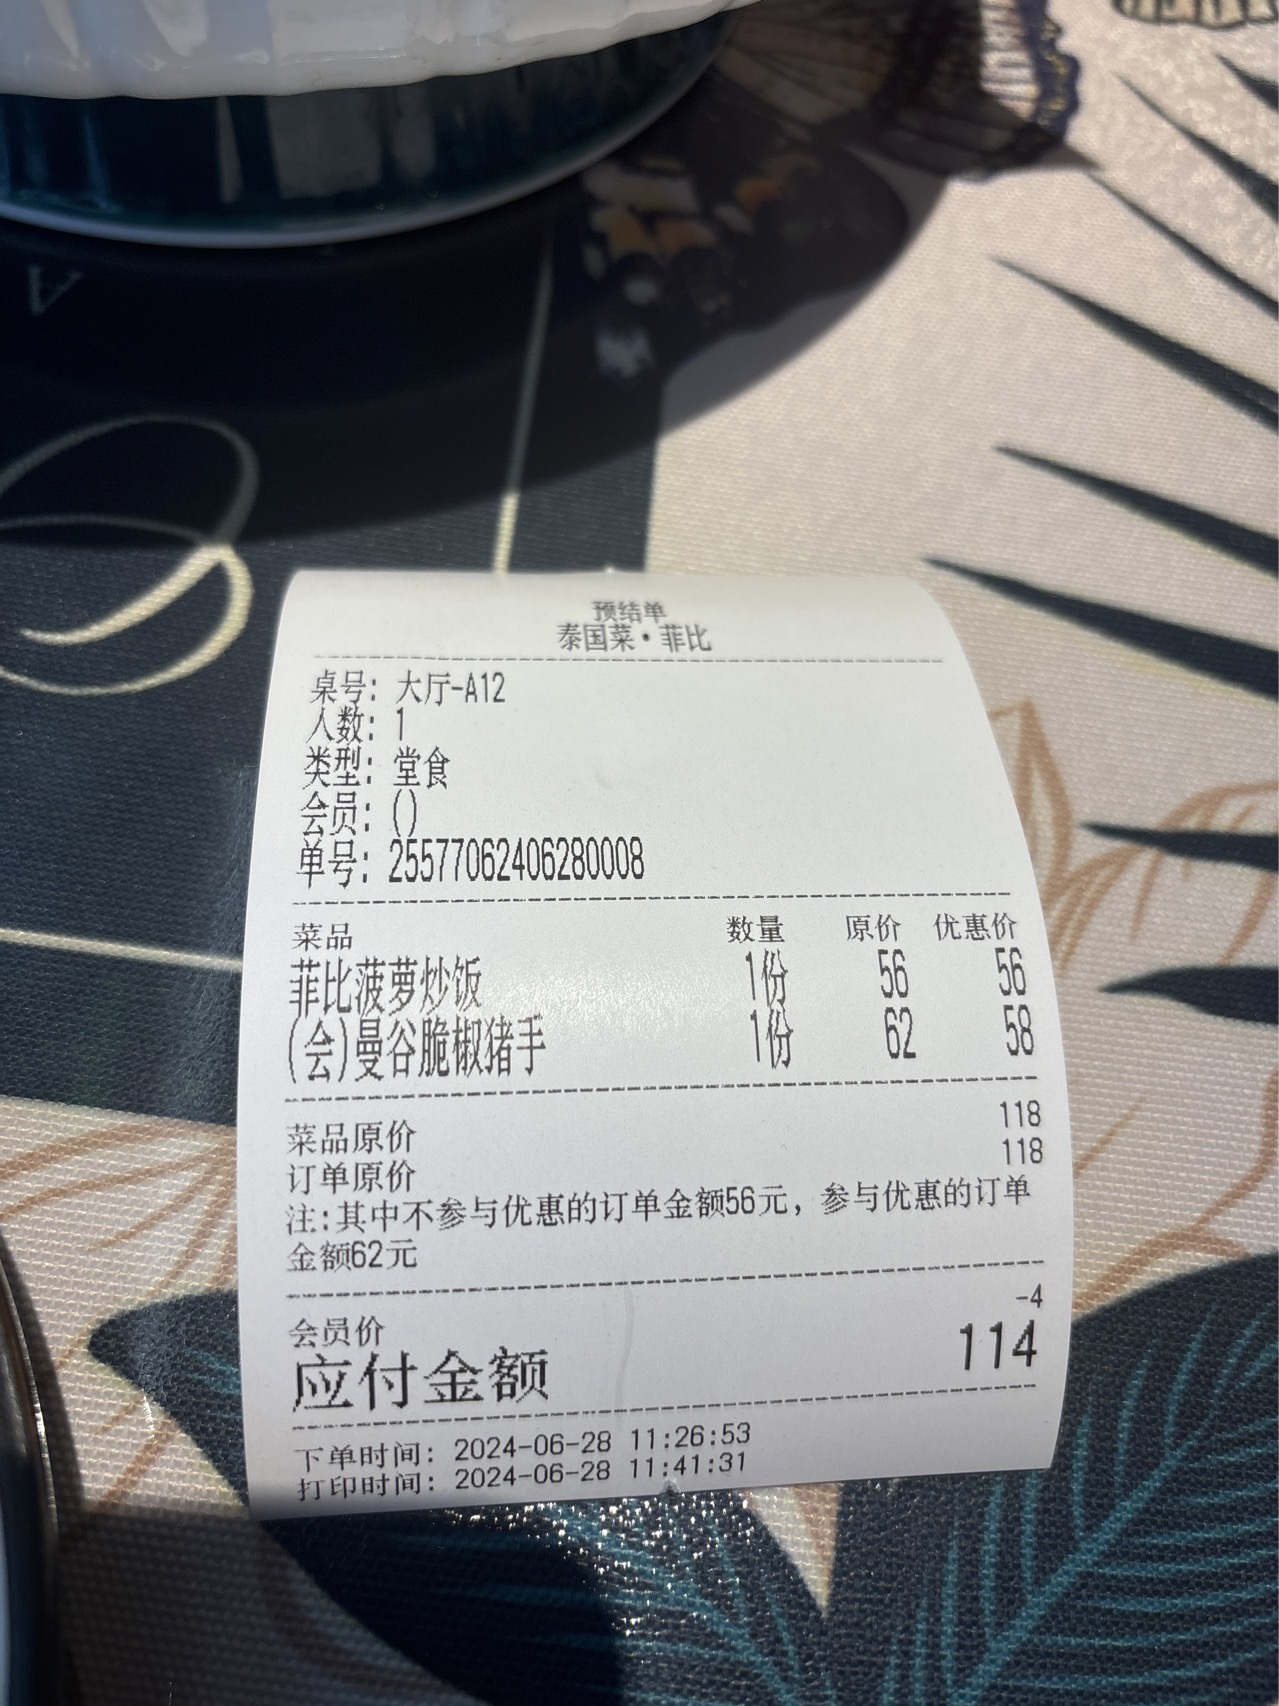 预结单
泰国菜·菲比
桌号: 大厅-A12
人数: 1
类型: 堂食
会员: ()
单号: 25577062406280008
菜品 数量 原价 优惠价
菲比菠萝炒饭 1份 56 56
(会)曼谷脆椒猪手 1份 62 58
菜品原价 118
订单原价 118
注:其中不参与优惠的订单金额56元, 参与优惠的订单
金额62元
会员价 -4
应付金额 114
下单时间: 2024-06-28 11:26:53
打印时间: 2024-06-28 11:41:31